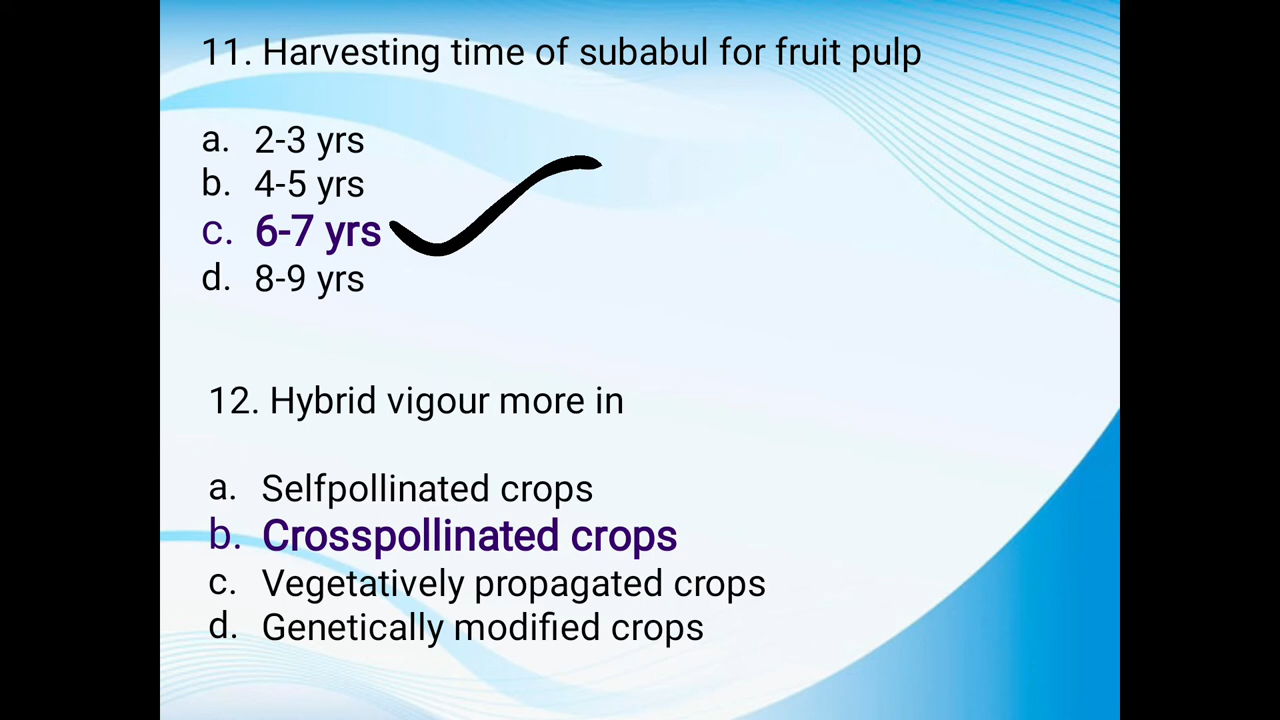 11. Harvesting time of subabul for fruit pulp
a. 2-3 yrs
b. 4-5 yrs
c. 6-7 yrs
d. 8-9 yrs
12. Hybrid vigour more in
a. Selfpollinated crops
b. Crosspollinated crops
c. Vegetatively propagated crops
d. Genetically modified crops